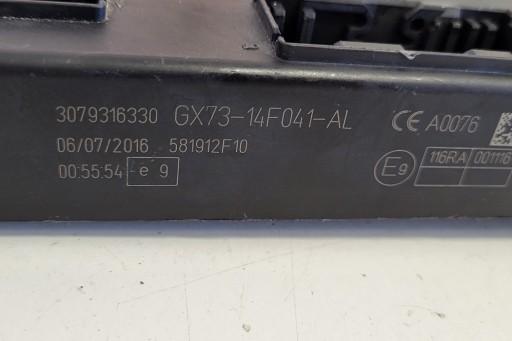 3079316330 GX73-14F041-AL CE A0076
06/07/2016 581912F10
00:55:54 e 9 E9 116RA 001116